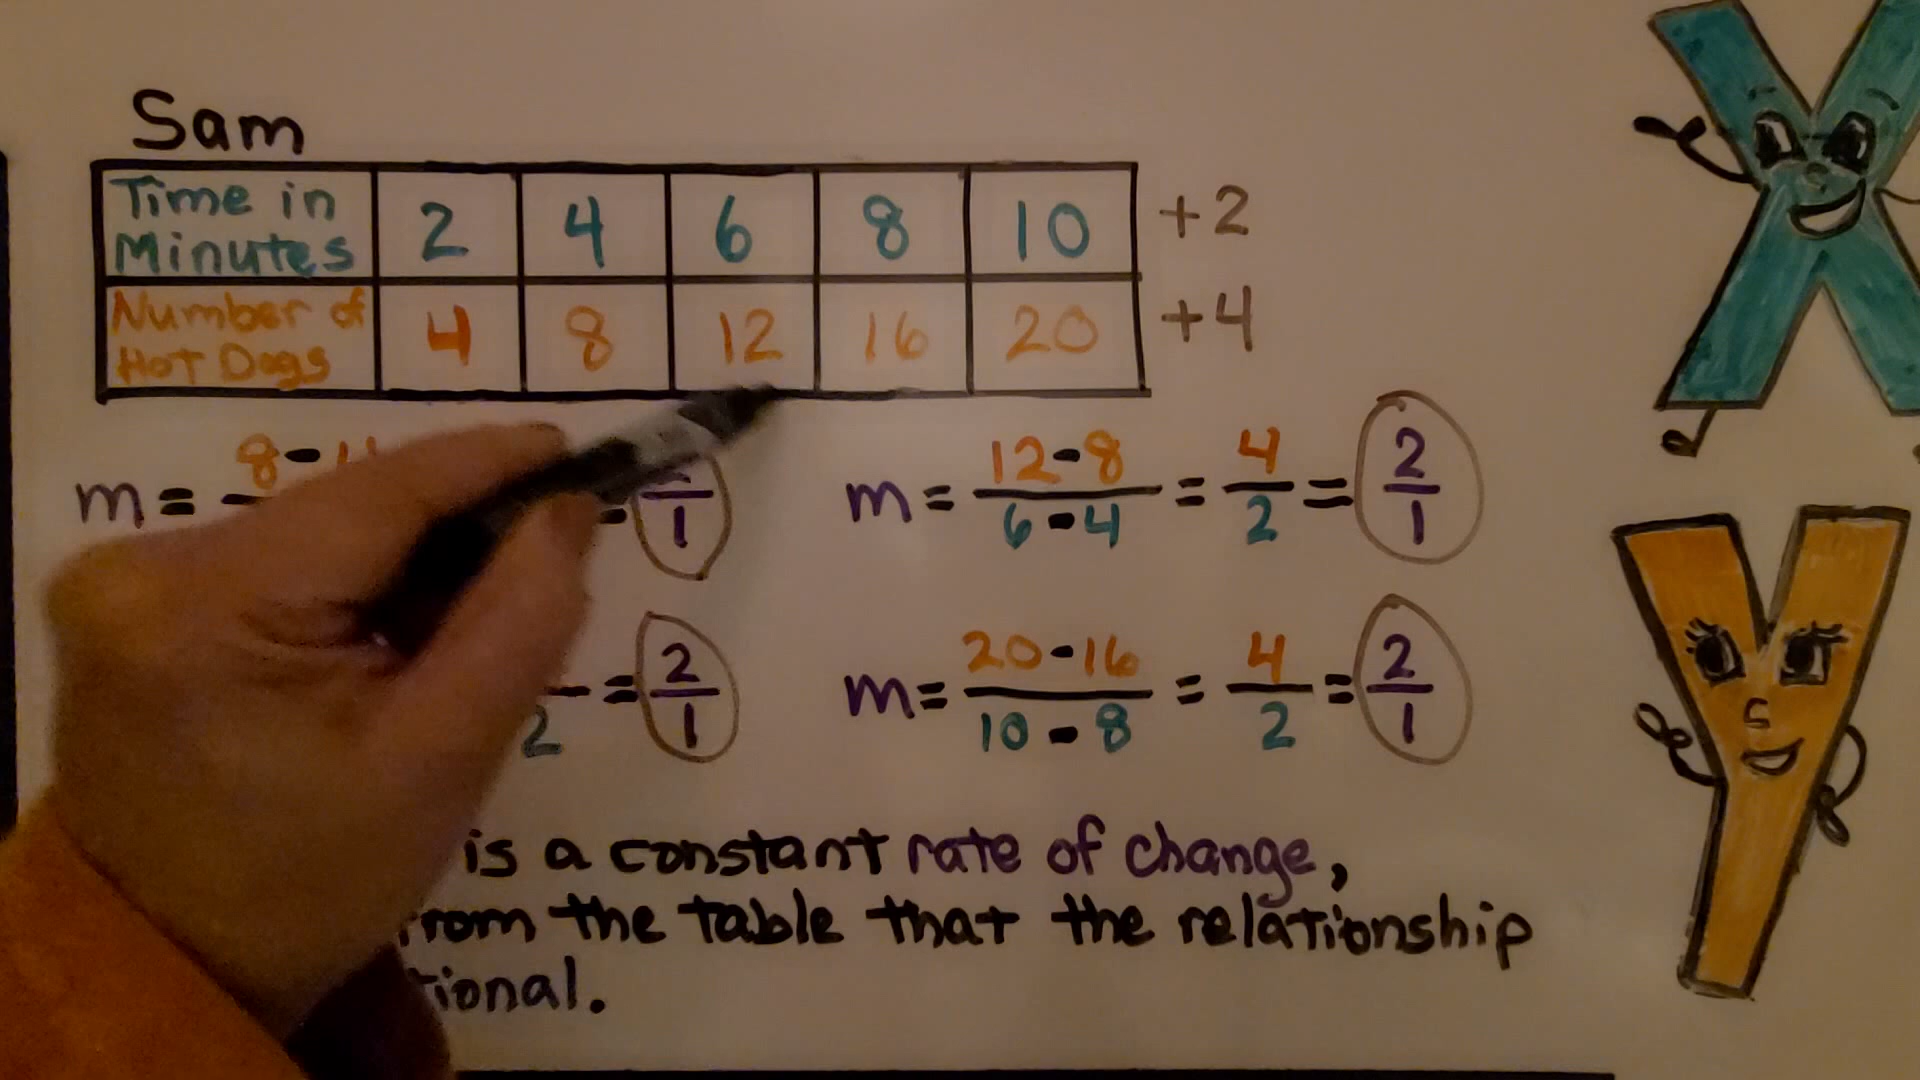 Sam
Time in Minutes 2 4 6 8 10 +2
Number of Hot Dogs 4 8 12 16 20 +4
m = 8 - 1 m = 12-8/6-4 = 4/2 = 2/1
= 2/1 m = 20-16/10-8 = 4/2 = 2/1
is a constant rate of change,
the table that the relationship